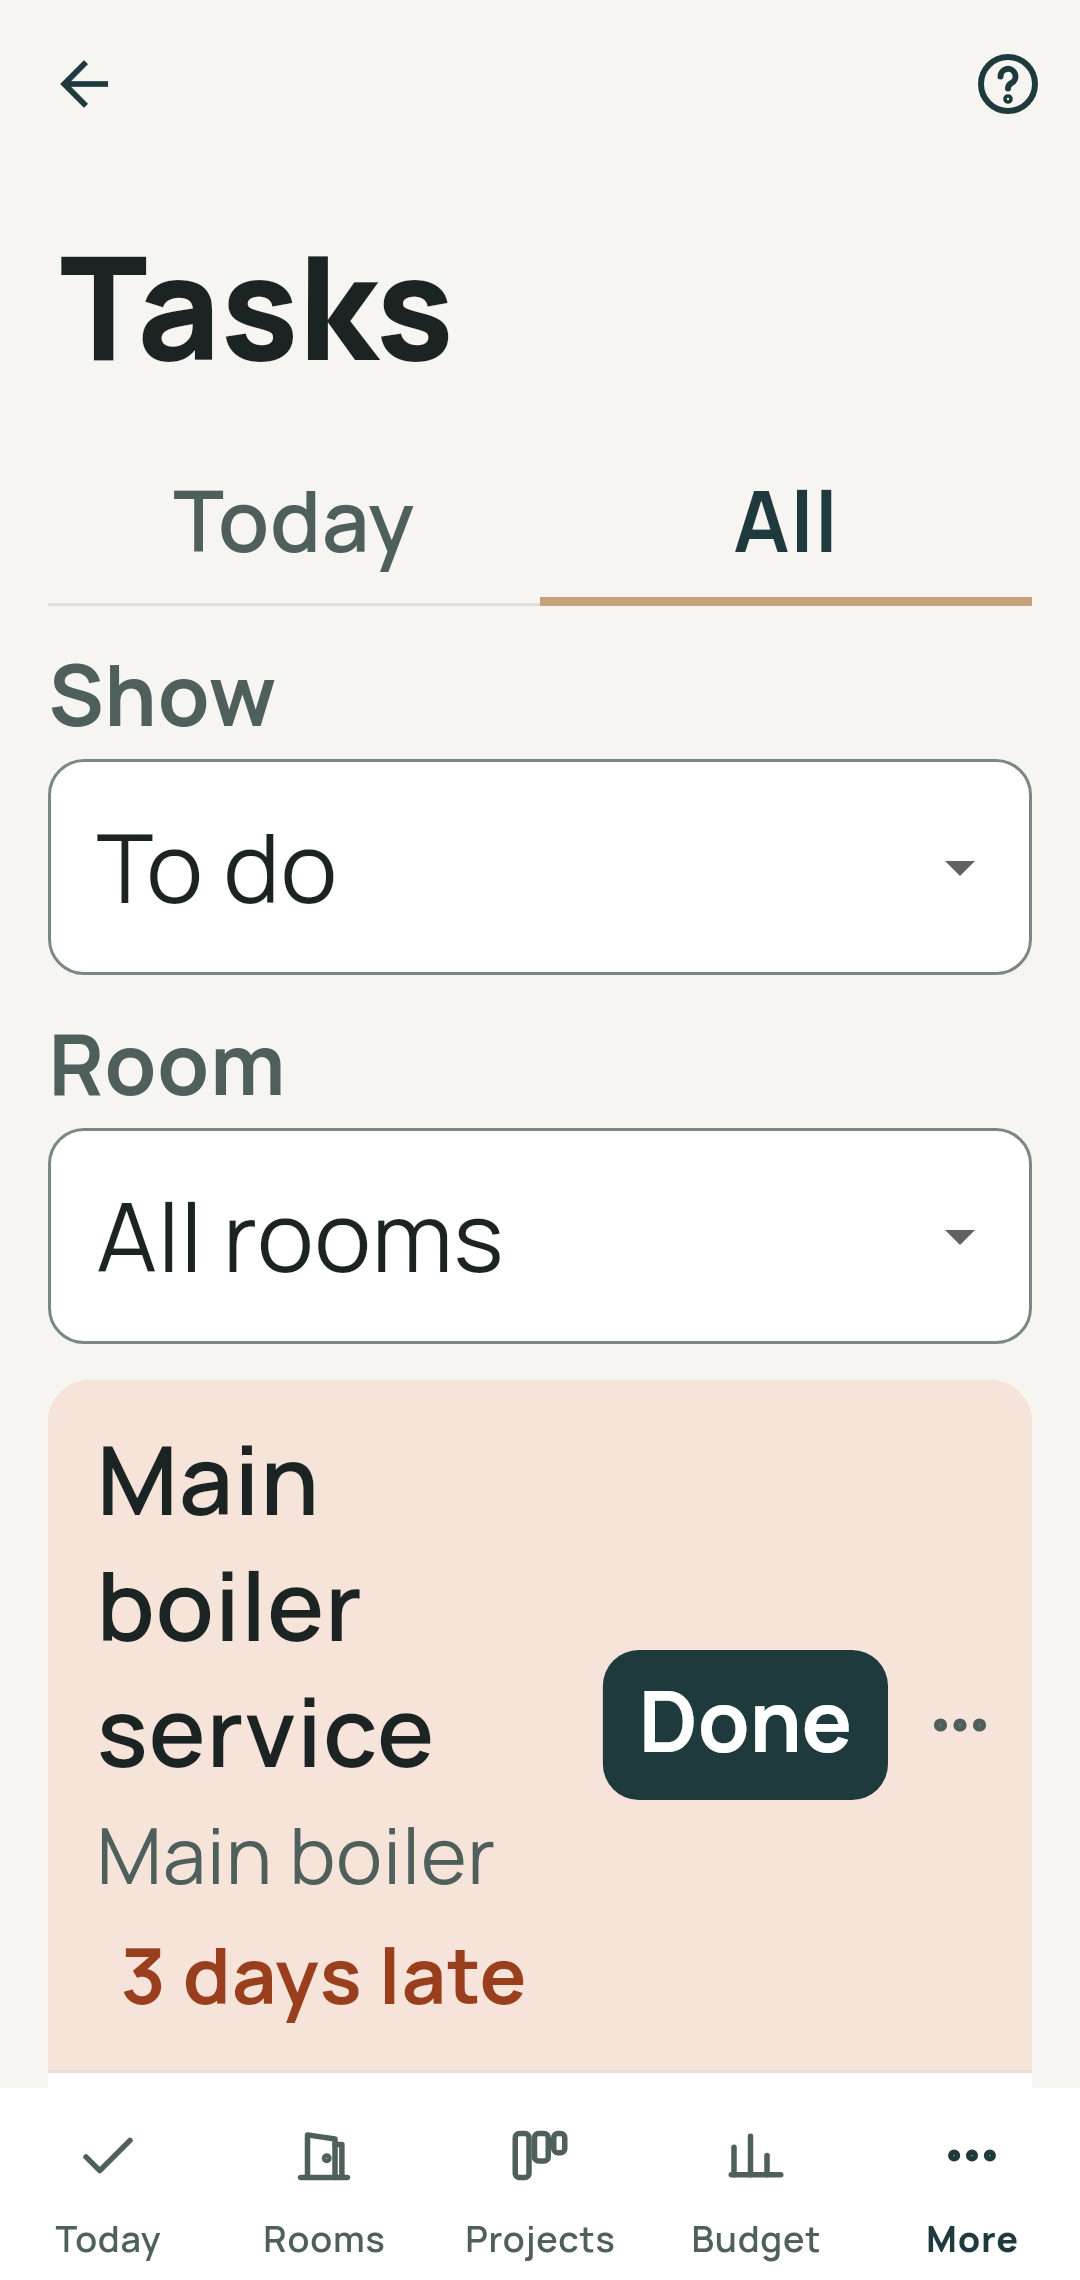 Tasks
Today
All
Show
To do
Room
All rooms
Main
boiler
service
Main boiler
3 days late
Done
Today
Rooms
Projects
Budget
More